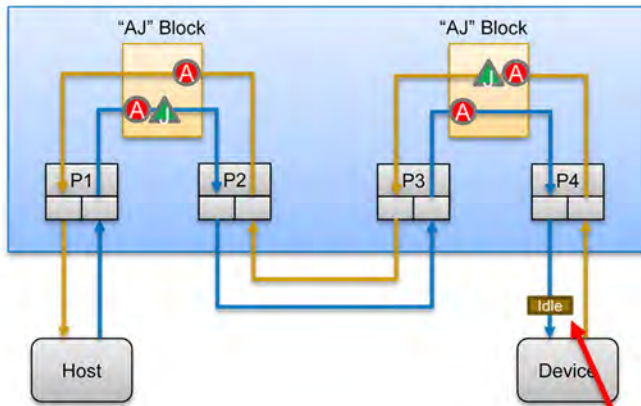 “AJ” Block “AJ” Block
A J A
A J A
P1 P2 P3 P4
Idle
Host Device